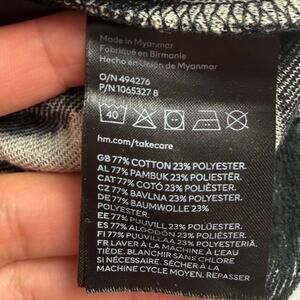 Made in Myanmar
Fabriqué en Birmanie
Hecho en Unión de Myanmar
O/N 494276
P/N 1065327 8
40
hm.com/takecare
GB 77% COTTON 23% POLYESTER.
AL 77% PAMBUK 23% POLIESTER.
CAT 77% COTÓ 23% POLIÈSTER.
CZ 77% BAVLNA 23% POLYESTER.
DE 77% BAUMWOLLE 23%
POLYESTER.
EE 77% PUUVILL 23% POLÜESTER.
ES 77% ALGODÓN 23% POLIÉSTER.
FI 77% PUUVILLAA 23% POLYESTERIÄ.
FR LAVER À LA MACHINE À L'EAU
TIÈDE. BLANCHIR SANS CHLORE
SI NÉCESSAIRE. SÉCHAGE À LA
MACHINE CYCLE MOYEN. REPASSER